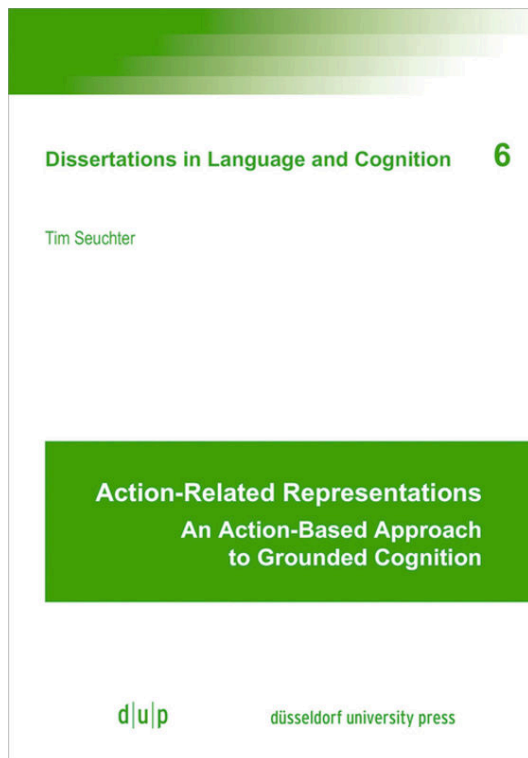 Dissertations in Language and Cognition 6
Tim Seuchter
Action-Related Representations
An Action-Based Approach
to Grounded Cognition
d|u|p düsseldorf university press